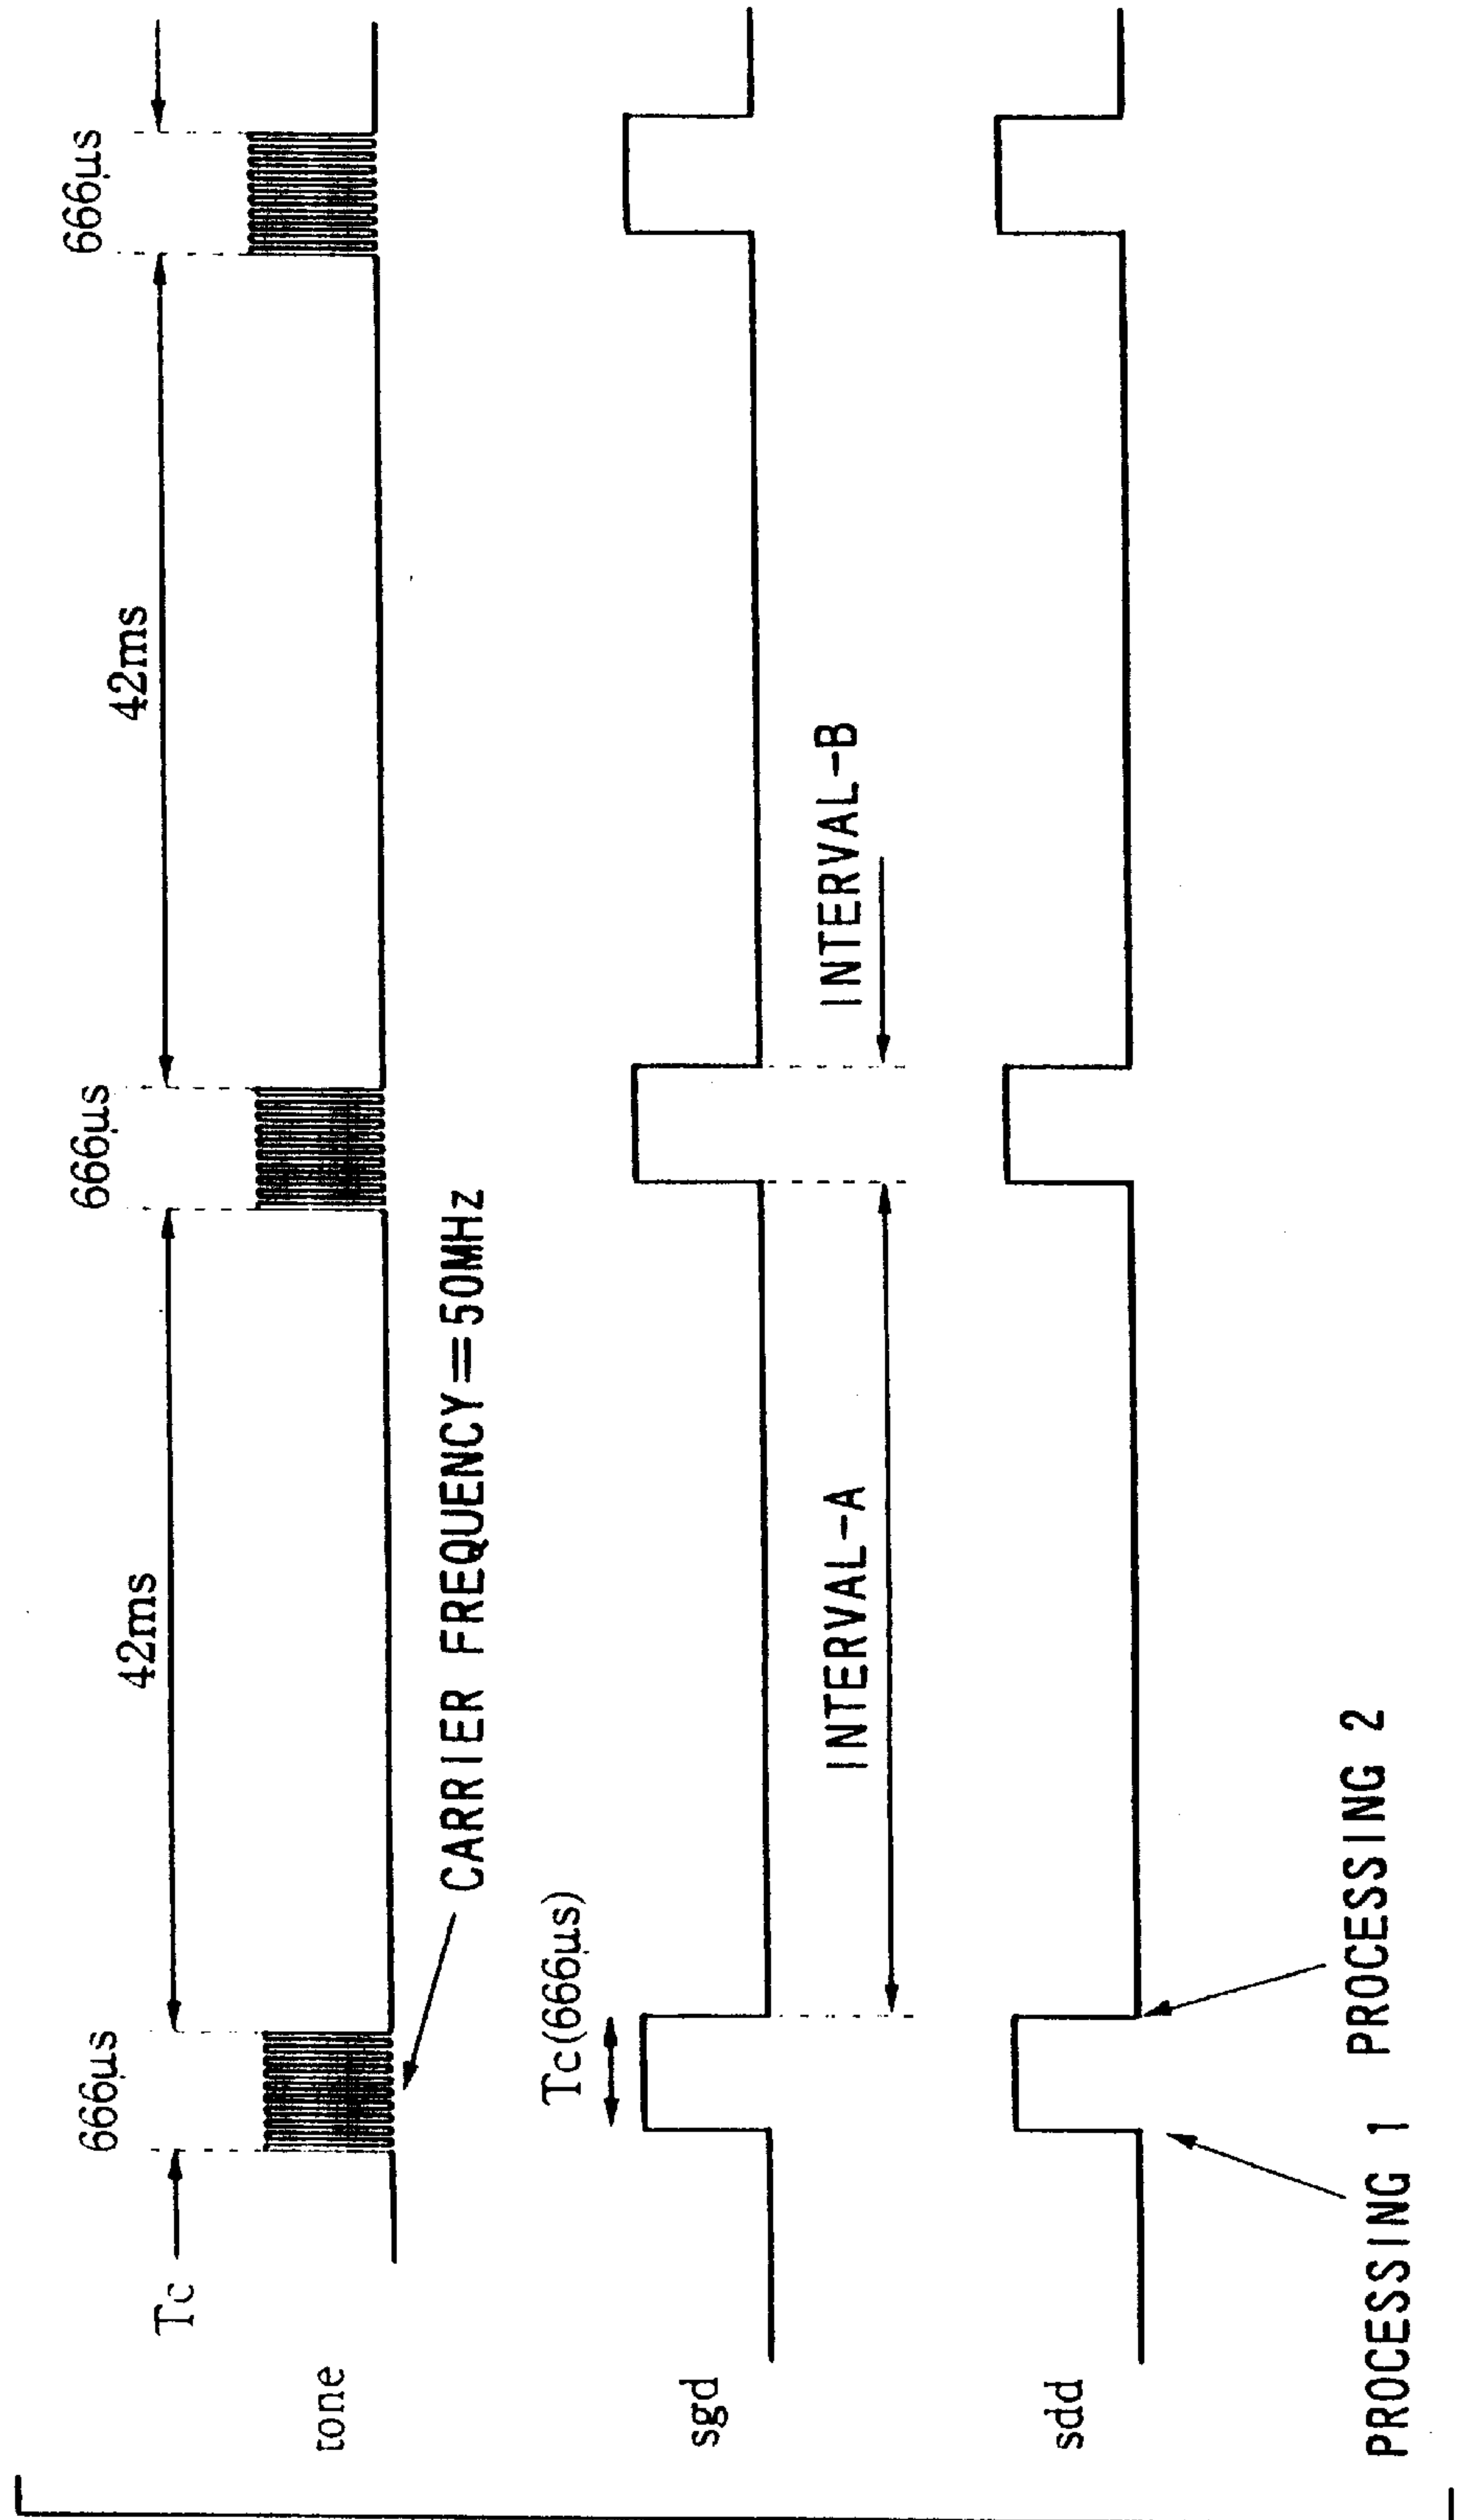 666µs 42ms 666µs 42ms 666µs
Tc
tone
CARRIER FREQUENCY=50MHz
Tc(666µs)
sgd
INTERVAL-A INTERVAL-B
sdd
PROCESSING 1 PROCESSING 2